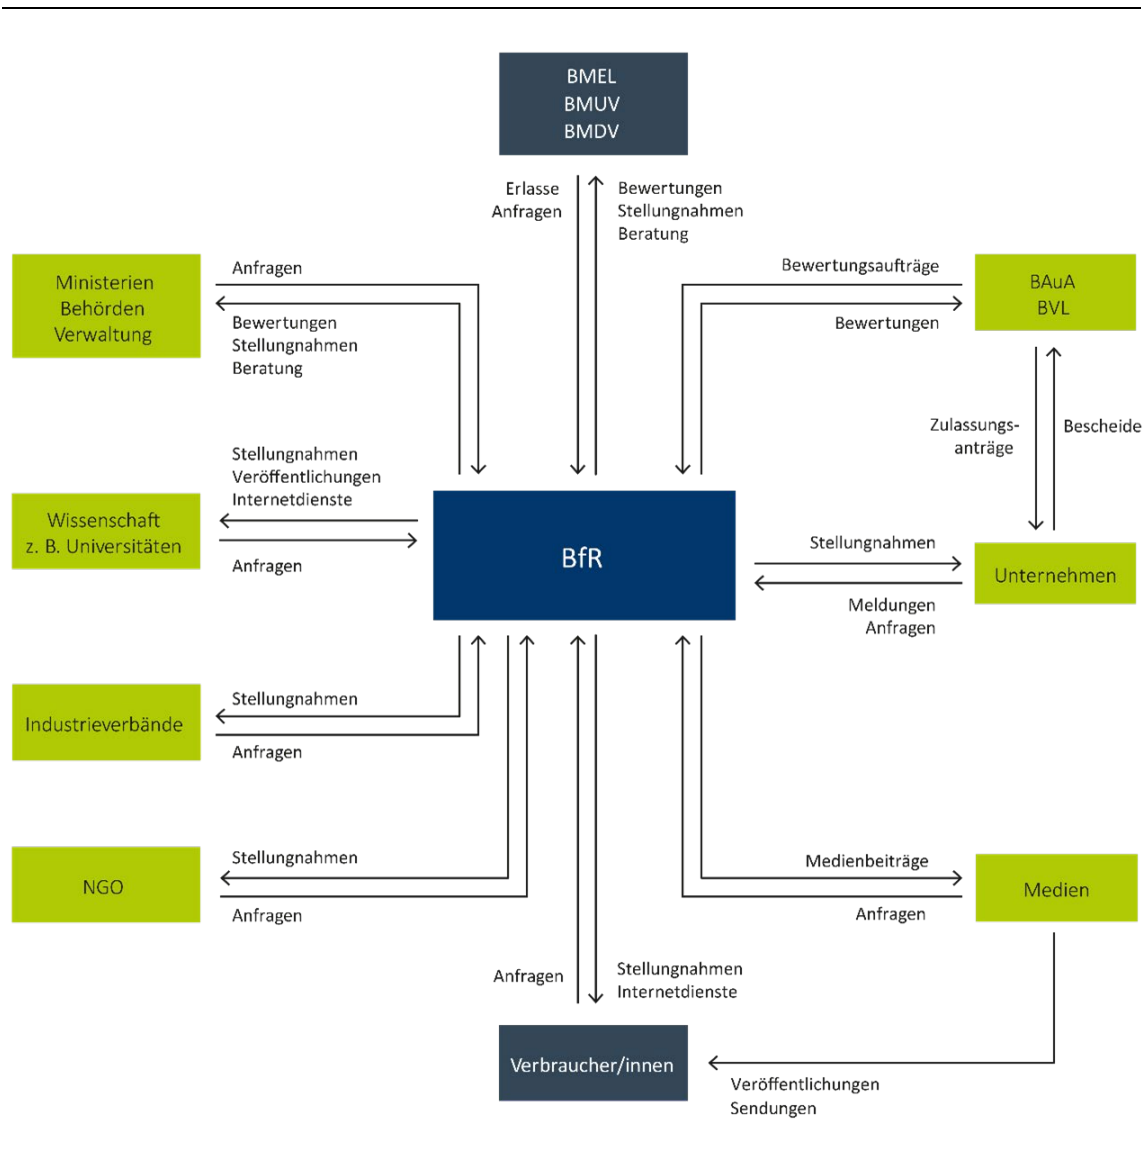 BMEL
BMUV
BMDV
Erlasse
Anfragen
Bewertungen
Stellungnahmen
Beratung
Ministerien
Behörden
Verwaltung
Anfragen
Bewertungen
Stellungnahmen
Beratung
Bewertungsaufträge
Bewertungen
BAuA
BVL
Zulassungs-
anträge
Bescheide
Stellungnahmen
Veröffentlichungen
Internetdienste
Wissenschaft
z. B. Universitäten
Anfragen
BfR
Stellungnahmen
Meldungen
Anfragen
Unternehmen
Stellungnahmen
Industrieverbände
Anfragen
Stellungnahmen
NGO
Anfragen
Medienbeiträge
Anfragen
Medien
Anfragen
Stellungnahmen
Internetdienste
Verbraucher/innen
Veröffentlichungen
Sendungen